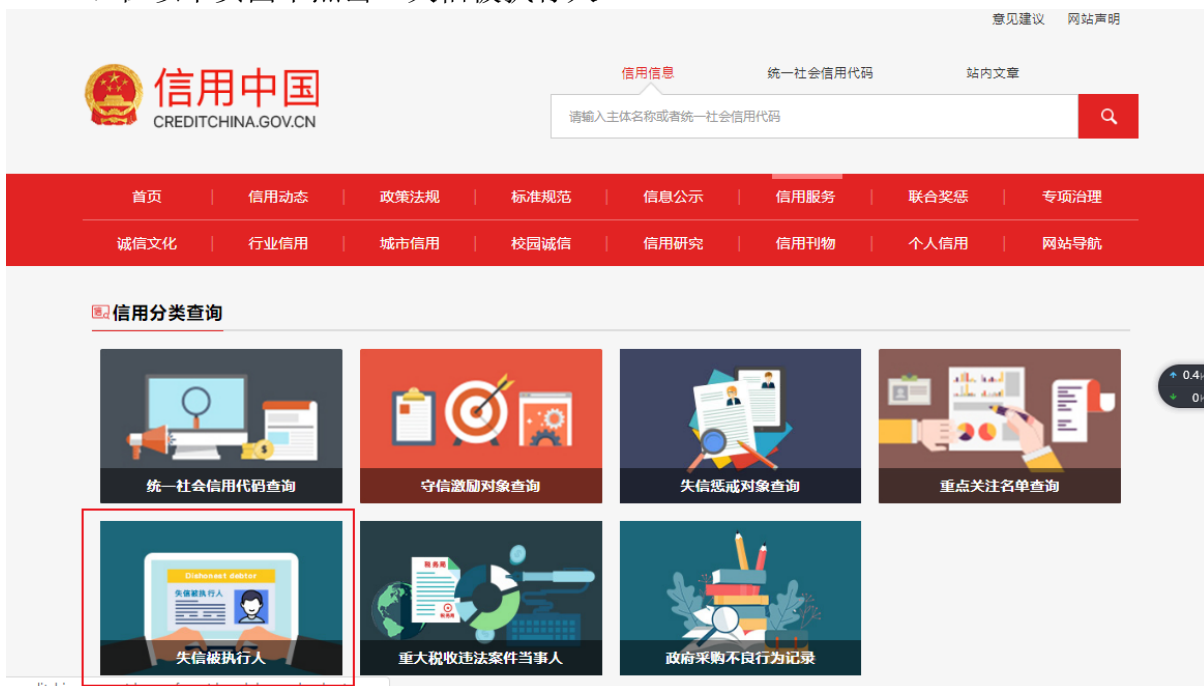 意见建议 网站声明
信用中国
CREDITCHINA.GOV.CN
信用信息 统一社会信用代码 站内文章
请输入主体名称或者统一社会信用代码
首页 信用动态 政策法规 标准规范 信息公示 信用服务 联合奖惩 专项治理
诚信文化 行业信用 城市信用 校园诚信 信用研究 信用刊物 个人信用 网站导航
信用分类查询
统一社会信用代码查询 守信激励对象查询 失信惩戒对象查询 重点关注名单查询
Dishonest debtor
失信被执行人
税务局
失信被执行人 重大税收违法案件当事人 政府采购不良行为记录
0.4
0